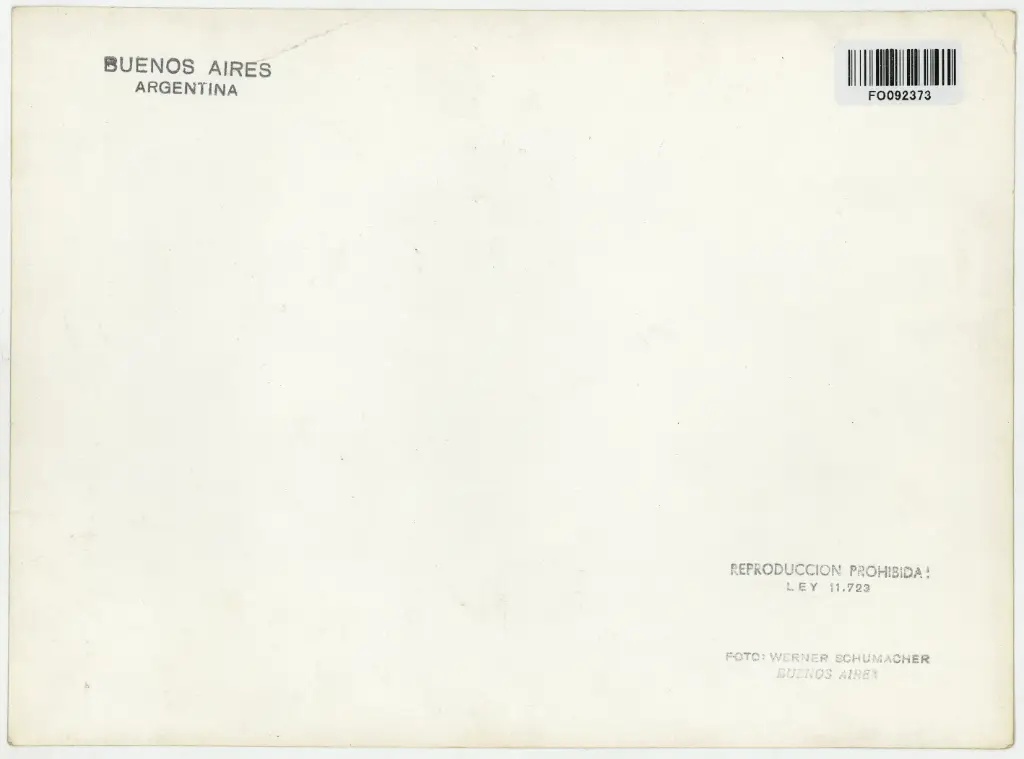 BUENOS AIRES
ARGENTINA
FO092373
REPRODUCCION PROHIBIDA!
LEY 11.723
FOTO: WERNER SCHUMACHER
BUENOS AIRES